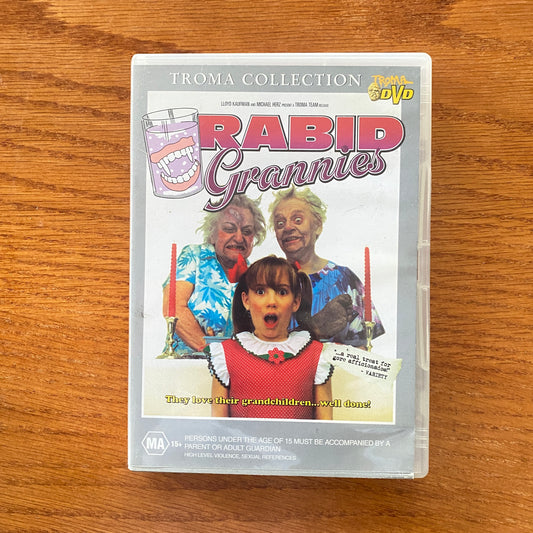 TROMA COLLECTION
TROMA
DVD
LLOYD KAUFMAN AND MICHAEL HERZ PRESENT A TROMA TEAM RELEASE
RABID
Grannies
"...a real treat for
gore afficionados"
- VARIETY
They love their grandchildren...well done!
MA 15+
PERSONS UNDER THE AGE OF 15 MUST BE ACCOMPANIED BY A
PARENT OR ADULT GUARDIAN
HIGH LEVEL VIOLENCE, SEXUAL REFERENCES